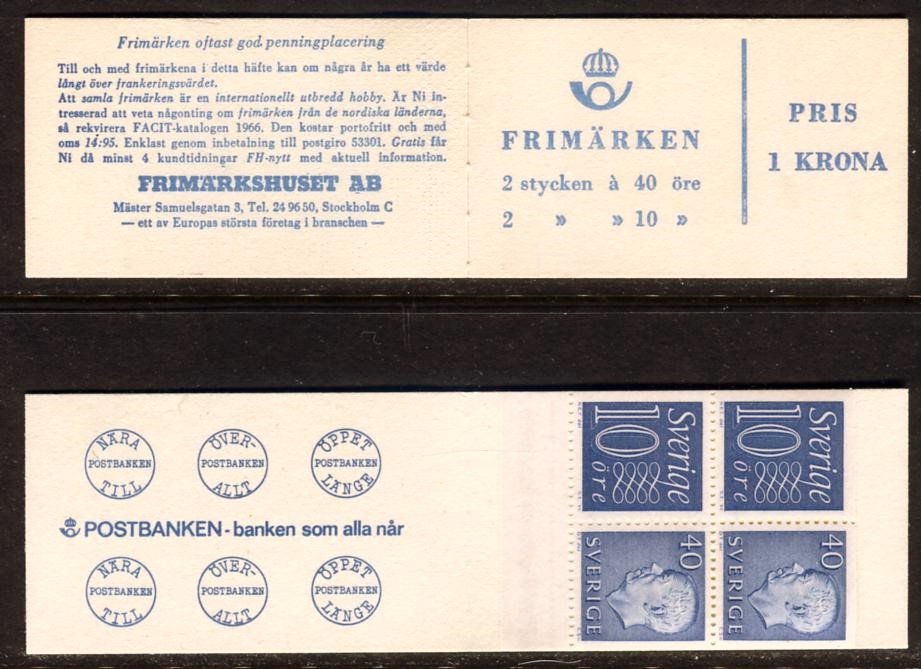 Frimärken oftast god penningplacering
Till och med frimärkena i detta häfte kan om några år ha ett värde
långt över frankeringsvärdet.
Att samla frimärken är en internationellt utbredd hobby. Är Ni in-
tresserad att veta någonting om frimärken från de nordiska länderna,
så rekvirera FACIT-katalogen 1966. Den kostar portofritt och med
oms 14:95. Enklast genom inbetalning till postgiro 53301. Gratis får
Ni då minst 4 kundtidningar FH-nytt med aktuell information.
FRIMÄRKSHUSET AB
Mäster Samuelsgatan 3, Tel. 24 96 50, Stockholm C
— ett av Europas största företag i branschen —
FRIMÄRKEN
2 stycken à 40 öre
2 » » 10 »
PRIS
1 KRONA
NÄRA
POSTBANKEN
TILL
ÖVER-
POSTBANKEN
ALLT
ÖPPET
POSTBANKEN
LÄNGE
POSTBANKEN - banken som alla når
NÄRA
POSTBANKEN
TILL
ÖVER-
POSTBANKEN
ALLT
ÖPPET
POSTBANKEN
LÄNGE
Sverige
10
öre
Sverige
10
öre
40
SVERIGE
40
SVERIGE